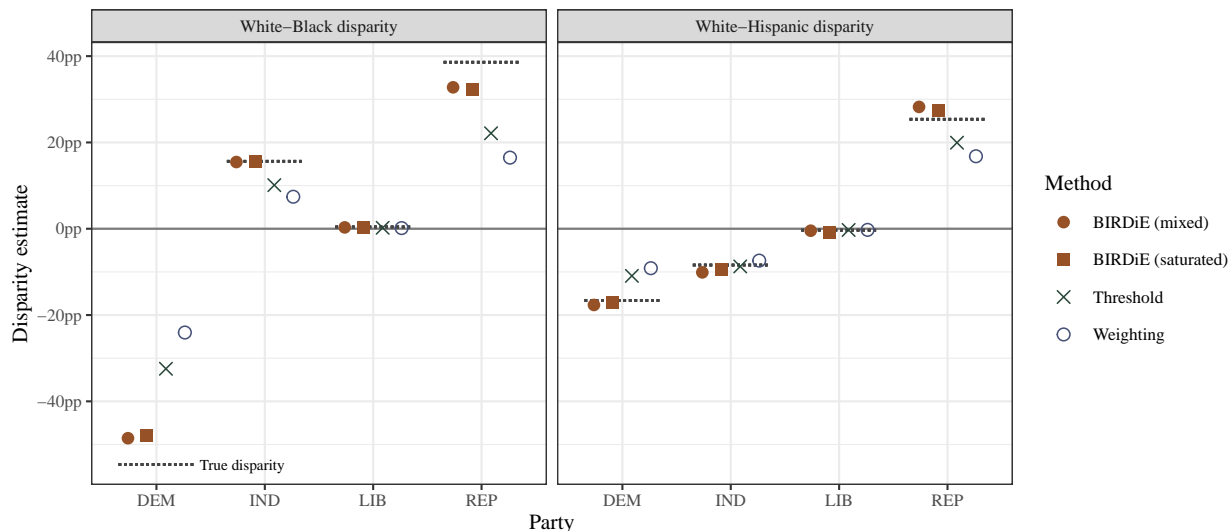 White−Black disparity
White−Hispanic disparity
40pp
20pp
0pp
−20pp
−40pp
Disparity estimate
True disparity
DEM
IND
LIB
REP
DEM
IND
LIB
REP
Party
Method
BIRDiE (mixed)
BIRDiE (saturated)
Threshold
Weighting